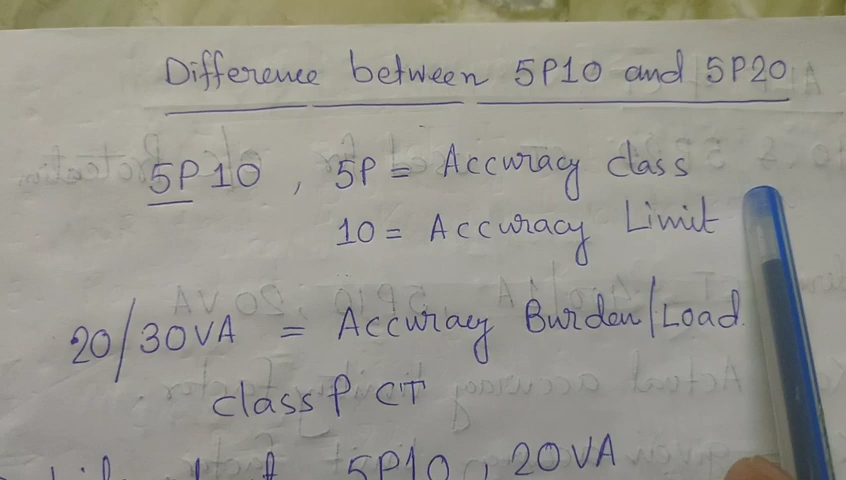 Difference between 5P10 and 5P20
5P10 , 5P = Accuracy class
10 = Accuracy Limit
20/30VA = Accuracy Burden/Load
class P CT
5P10 , 20VA